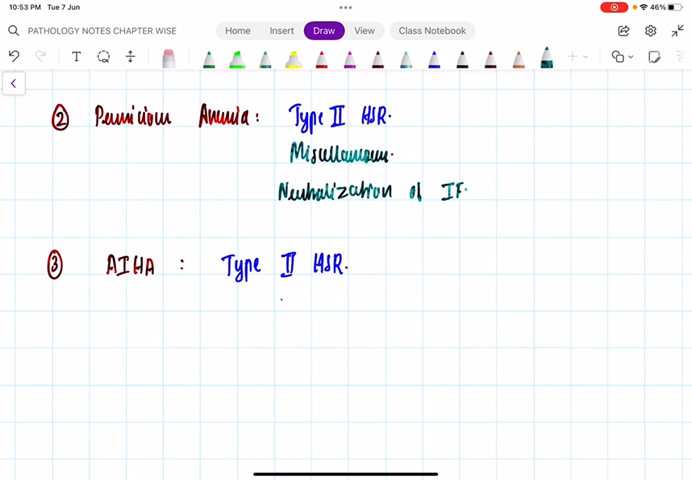 10:53 PM Tue 7 Jun
46%
PATHOLOGY NOTES CHAPTER WISE
Home Insert Draw View Class Notebook
T
② Pernicious Anemia : Type II HSR.
Miscellaneous.
Neutralization of IF.
③ AIHA : Type II HSR.